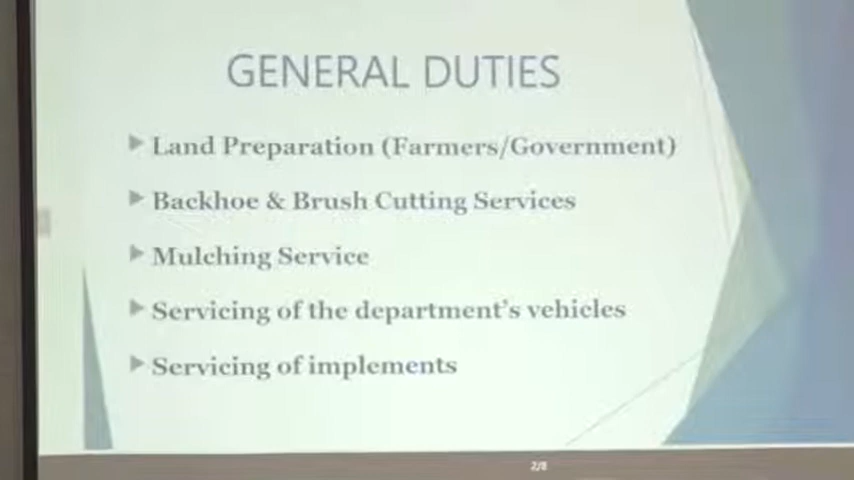 GENERAL DUTIES
Land Preparation (Farmers/Government)
Backhoe & Brush Cutting Services
Mulching Service
Servicing of the department's vehicles
Servicing of implements
2/8